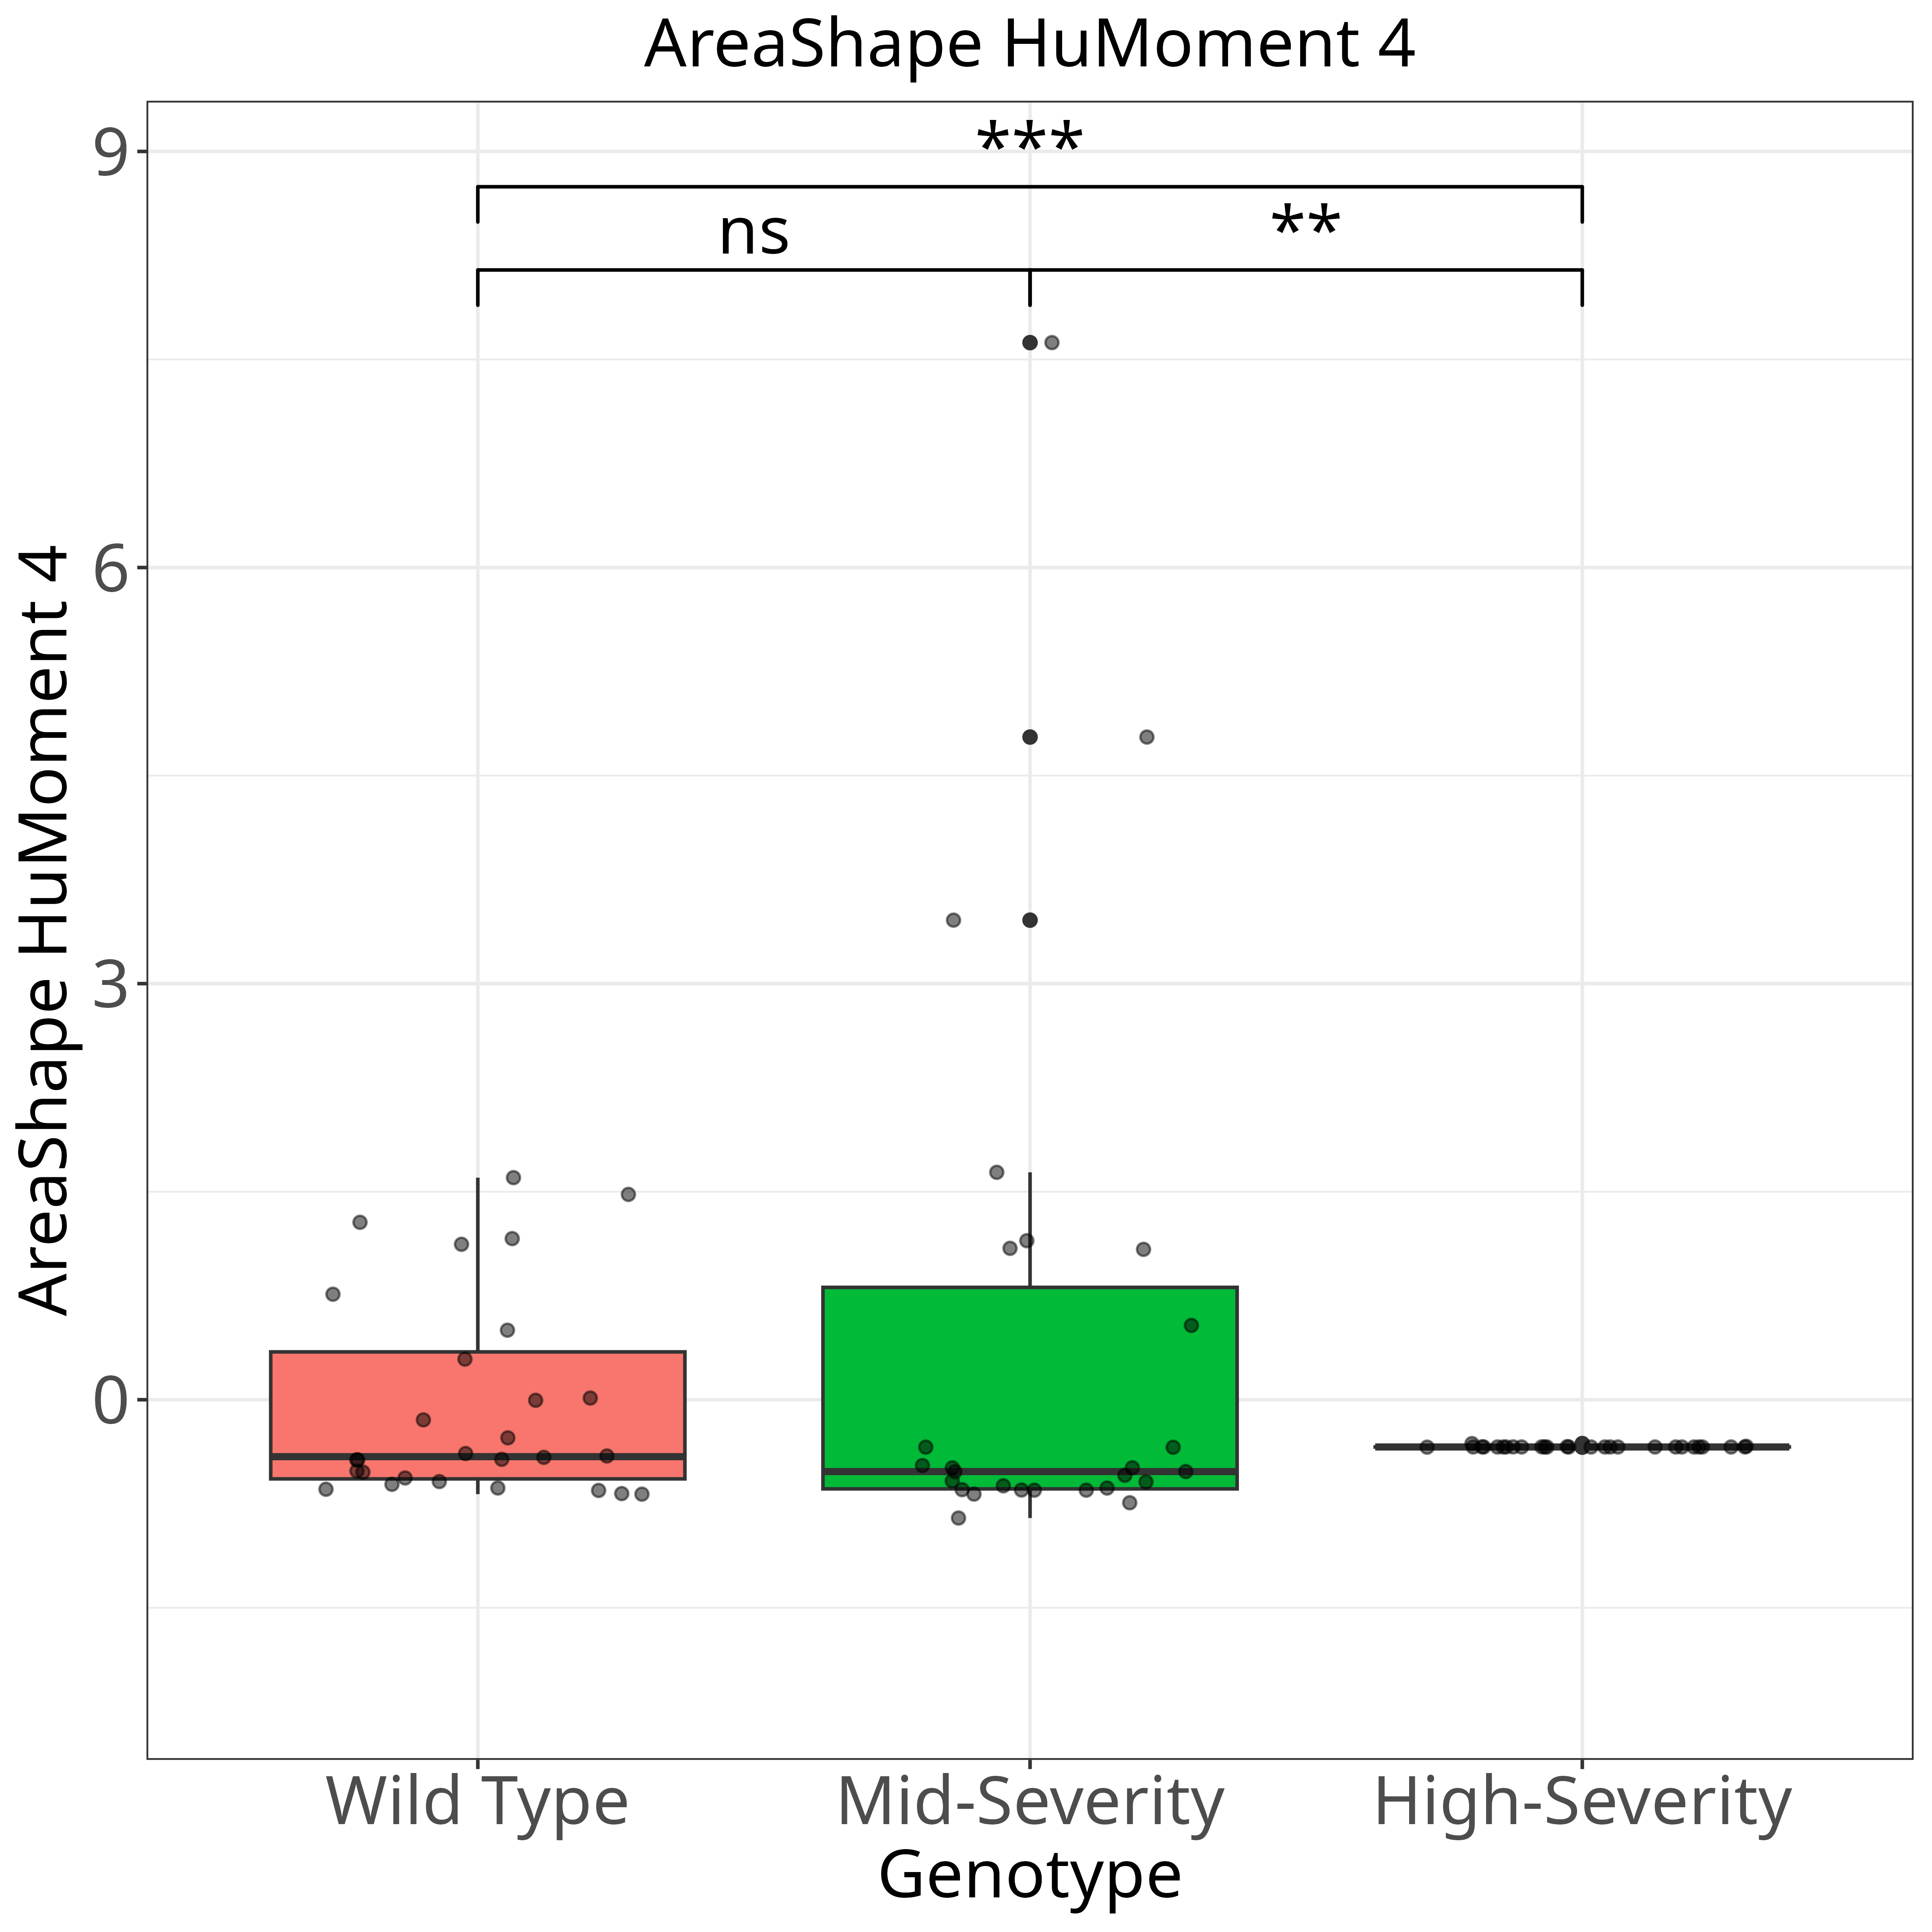 AreaShape HuMoment 4
***
ns
**
9
6
3
0
AreaShape HuMoment 4
Wild Type
Mid-Severity
High-Severity
Genotype